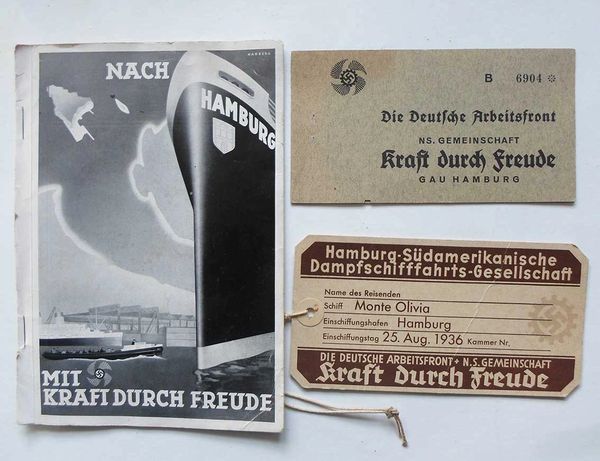 NACH
HAMBURG
MIT
KRAFT DURCH FREUDE
B 6904
Die Deutsche Arbeitsfront
NS. GEMEINSCHAFT
Kraft durch Freude
GAU HAMBURG
Hamburg-Südamerikanische
Dampfschifffahrts-Gesellschaft
Name des Reisenden
Schiff Monte Olivia
Einschiffungshafen Hamburg
Einschiffungstag 25. Aug. 1936 Kammer Nr.
DIE DEUTSCHE ARBEITSFRONT + N.S. GEMEINSCHAFT
Kraft durch Freude